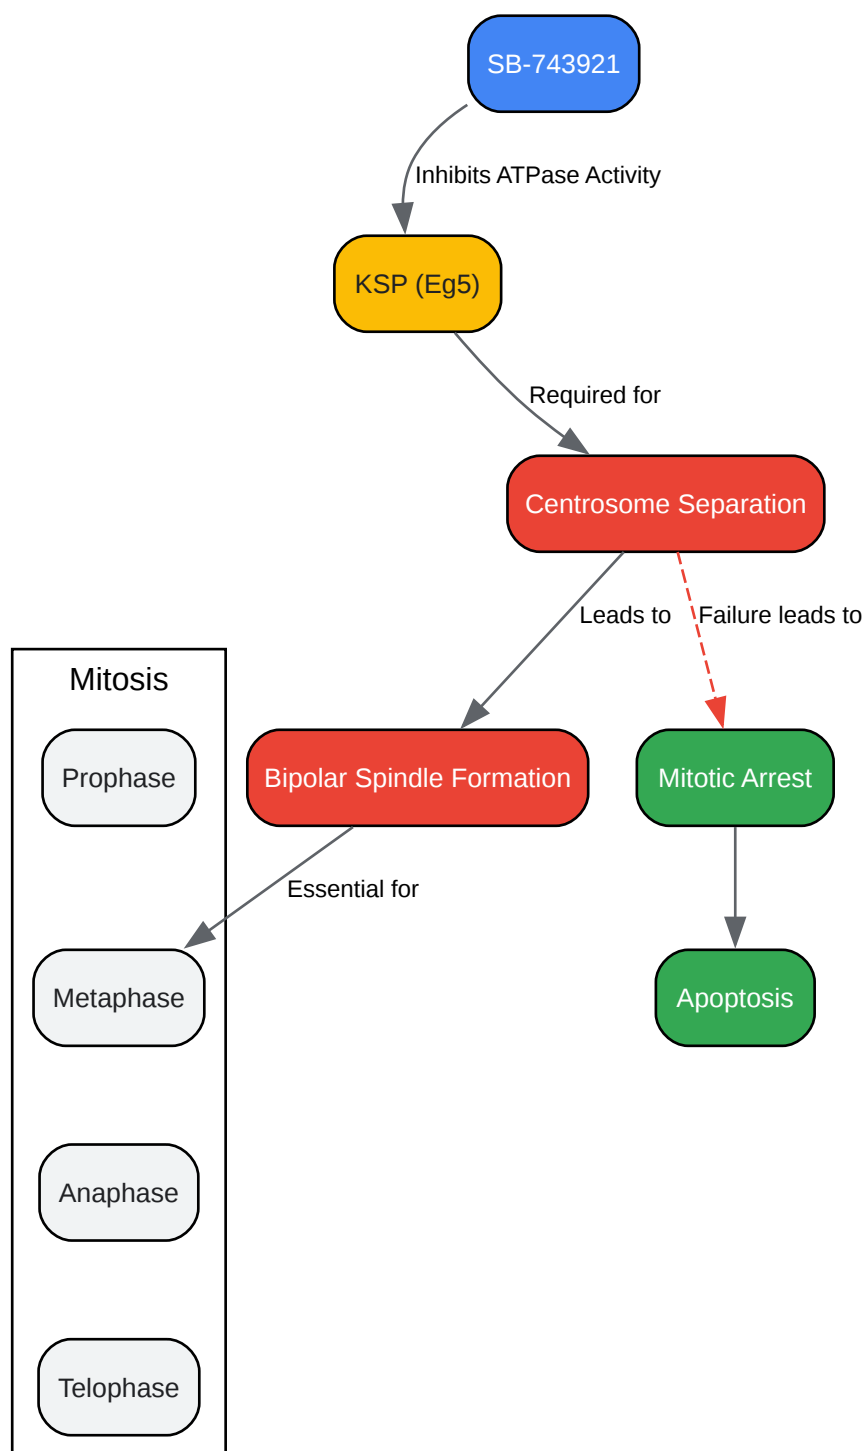 SB-743921
Inhibits ATPase Activity
KSP (Eg5)
Required for
Centrosome Separation
Leads to
Failure leads to
Mitosis
Prophase
Bipolar Spindle Formation
Mitotic Arrest
Essential for
Metaphase
Apoptosis
Anaphase
Telophase